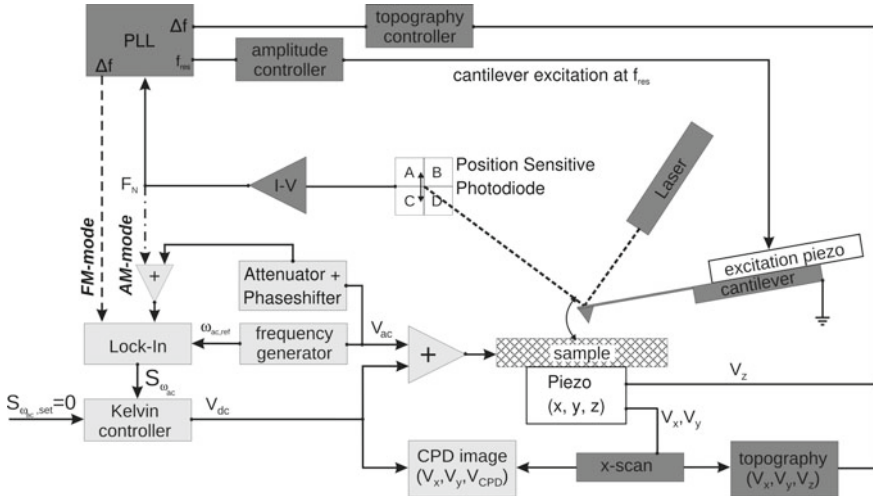 PLL
Δf
f_res
Δf
topography
controller
amplitude
controller
cantilever excitation at f_res
F_N
I-V
A B
C D
Position Sensitive
Photodiode
Laser
excitation piezo
cantilever
FM-mode
AM-mode
+
Attenuator +
Phaseshifter
Lock-In
ω_ac,ref
frequency
generator
V_ac
+
sample
Piezo
(x, y, z)
V_z
V_x,V_y
S_ω_ac
S_ω_ac,set=0
Kelvin
controller
V_dc
CPD image
(V_x,V_y,V_CPD)
x-scan
topography
(V_x,V_y,V_z)